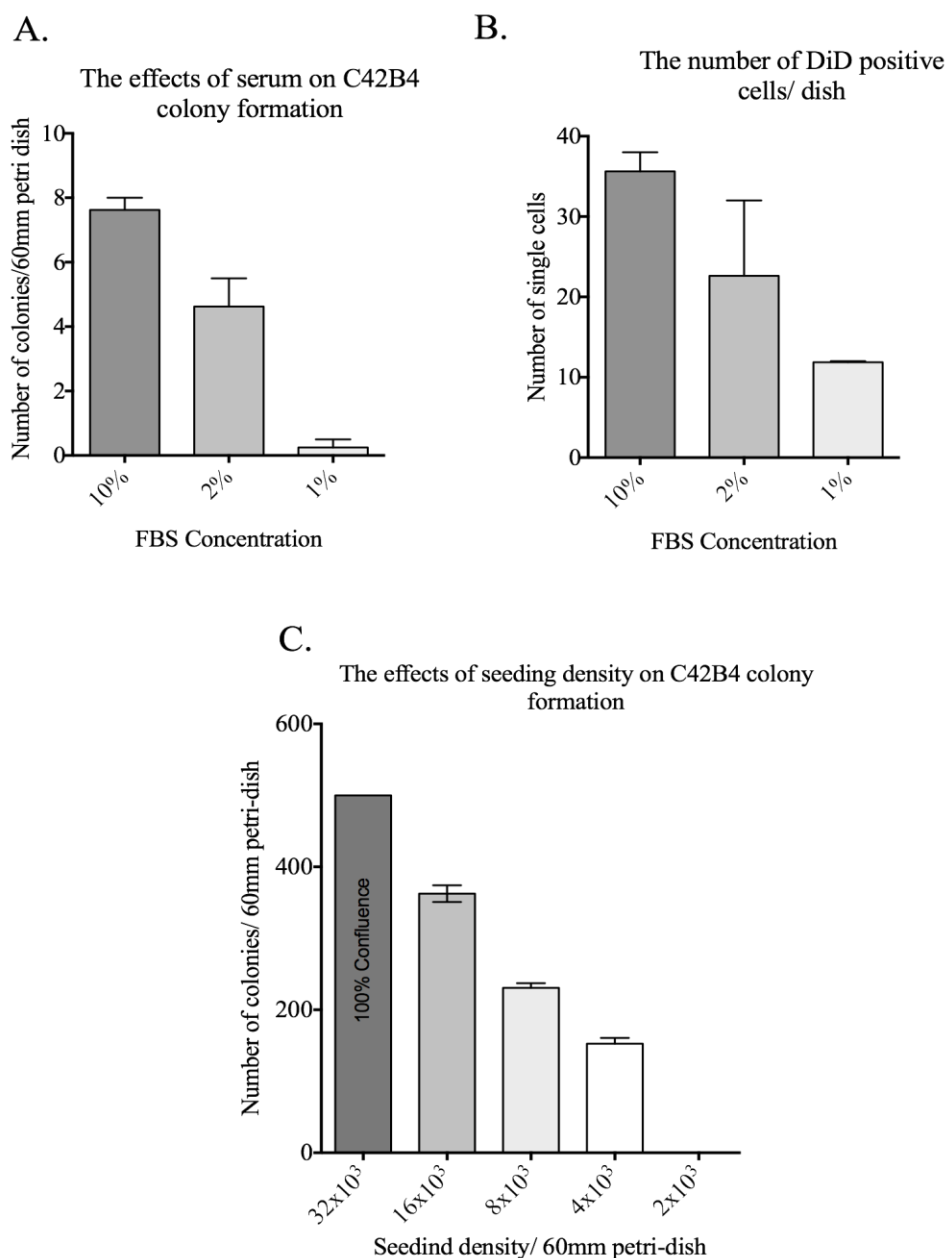 A.
The effects of serum on C42B4
colony formation
Number of colonies/60mm petri dish
10
8
6
4
2
0
10%
2%
1%
FBS Concentration
B.
The number of DiD positive
cells/ dish
Number of single cells
40
30
20
10
0
10%
2%
1%
FBS Concentration
C.
The effects of seeding density on C42B4 colony
formation
Number of colonies/ 60mm petri-dish
600
400
200
0
100% Confluence
32x10³
16x10³
8x10³
4x10³
2x10³
Seedind density/ 60mm petri-dish